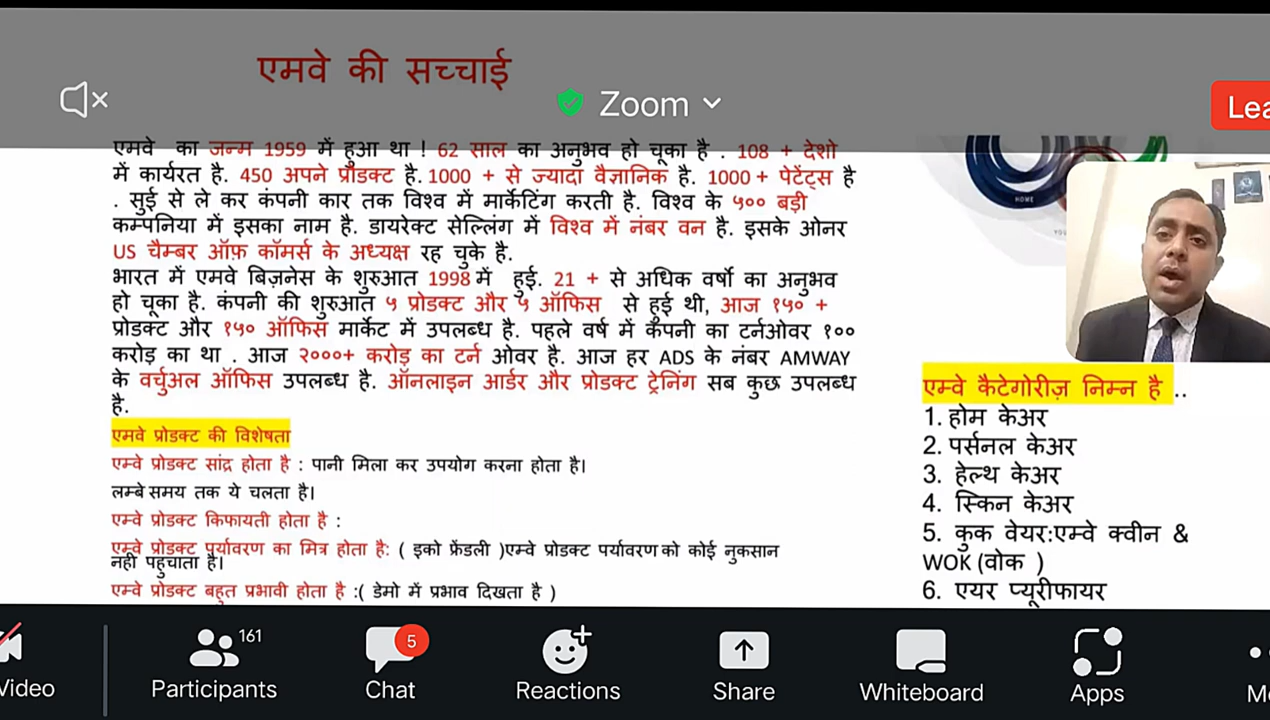 एमवे की सच्चाई
Zoom
Lea
एमवे का जन्म 1959 में हुआ था ! 62 साल का अनुभव हो चूका है . 108 + देशो
में कार्यरत है. 450 अपने प्रौडक्ट है. 1000 + से ज्यादा वैज्ञानिक है. 1000 + पेटेंट्स है
. सुई से ले कर कंपनी कार तक विश्व में मार्केटिंग करती है. विश्व के ५०० बड़ी
कम्पनिया में इसका नाम है. डायरेक्ट सेल्लिंग में विश्व में नंबर वन है. इसके ओनर
US चैम्बर ऑफ़ कॉमर्स के अध्यक्ष रह चुके है.
भारत में एमवे बिज़नेस के शुरुआत 1998 में हुई. 21 + से अधिक वर्षो का अनुभव
हो चूका है. कंपनी की शुरुआत ५ प्रोडक्ट और ५ ऑफिस से हुई थी, आज १५० +
प्रोडक्ट और १५० ऑफिस मार्केट में उपलब्ध है. पहले वर्ष में कंपनी का टर्नओवर १००
करोड़ का था . आज २०००+ करोड़ का टर्न ओवर है. आज हर ADS के नंबर AMWAY
के वर्चुअल ऑफिस उपलब्ध है. ऑनलाइन आर्डर और प्रोडक्ट ट्रेनिंग सब कुछ उपलब्ध
है.
एमवे प्रोडक्ट की विशेषता
एम्वे प्रोडक्ट सांद्र होता है : पानी मिला कर उपयोग करना होता है।
लम्बे समय तक ये चलता है।
एम्वे प्रोडक्ट किफायती होता है :
एम्वे प्रोडक्ट पर्यावरण का मित्र होता है: ( इको फ्रेंडली )एम्वे प्रोडक्ट पर्यावरण को कोई नुकसान
नही पहुचाता है।
एम्वे प्रोडक्ट बहुत प्रभावी होता है :( डेमो में प्रभाव दिखता है )
HOME
एम्वे कैटेगोरीज़ निम्न है ..
1. होम केअर
2. पर्सनल केअर
3. हेल्थ केअर
4. स्किन केअर
5. कुक वेयर:एम्वे क्वीन &
WOK (वोक )
6. एयर प्यूरीफायर
161
5
Video Participants Chat Reactions Share Whiteboard Apps Mo